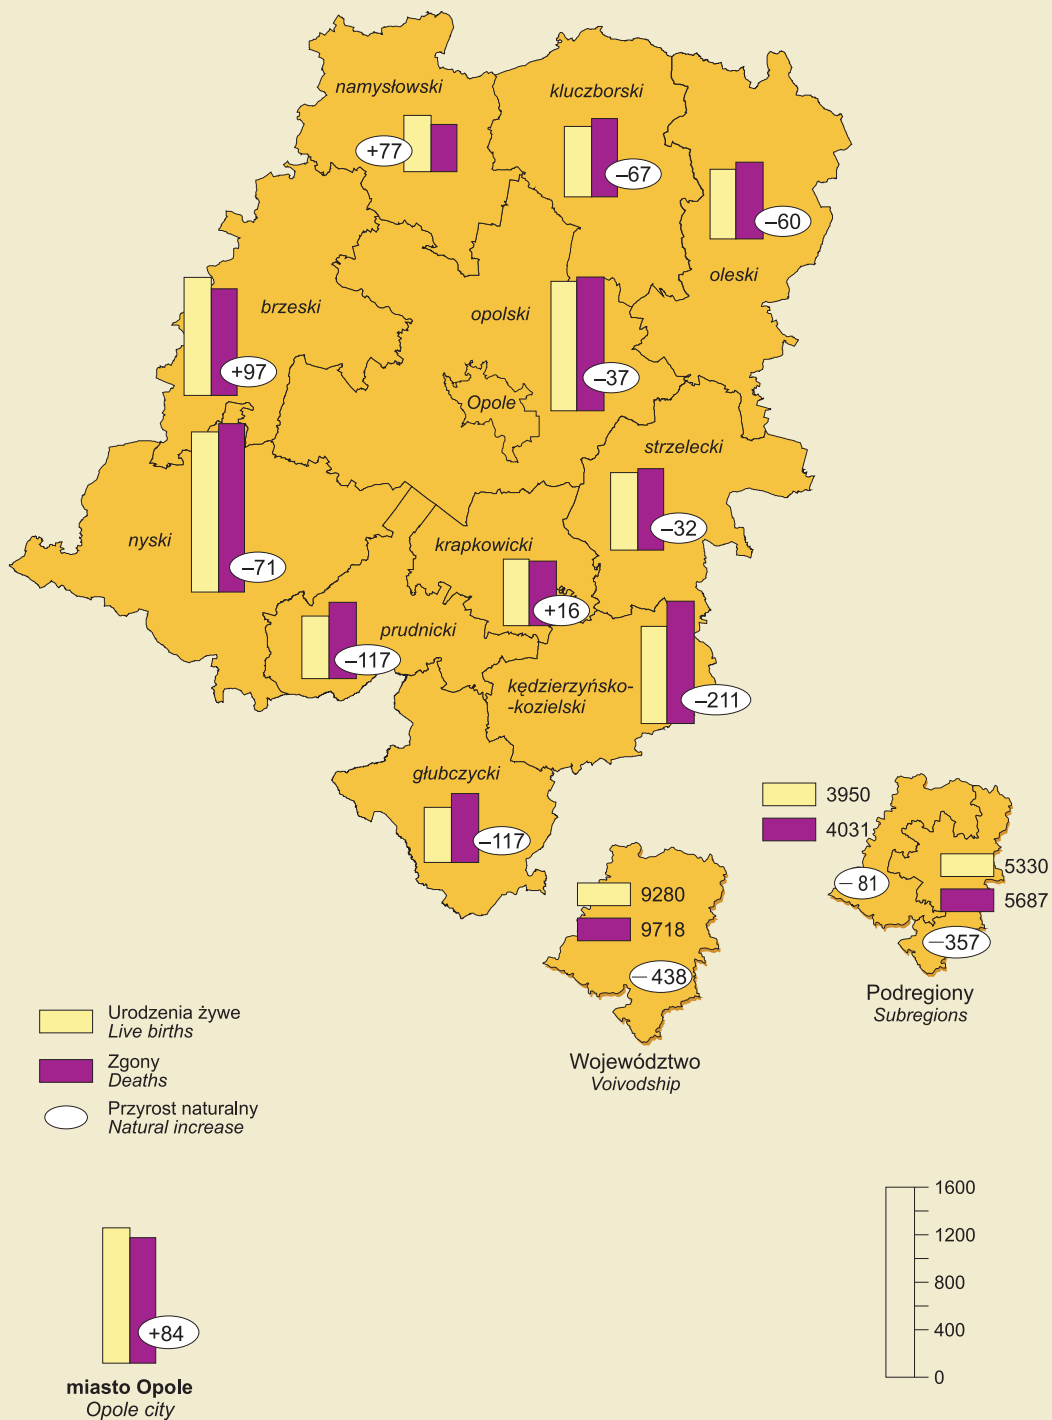 namysłowski
+77
kluczborski
–67
–60
oleski
brzeski
+97
opolski
–37
Opole
strzelecki
–32
nyski
–71
krapkowicki
+16
prudnicki
–117
kędzierzyńsko-
-kozielski
–211
głubczycki
–117
3950
4031
5330
5687
– 81
–357
Podregiony
Subregions
9280
9718
– 438
Województwo
Voivodship
Urodzenia żywe
Live births
Zgony
Deaths
Przyrost naturalny
Natural increase
+84
miasto Opole
Opole city
1600
1200
800
400
0